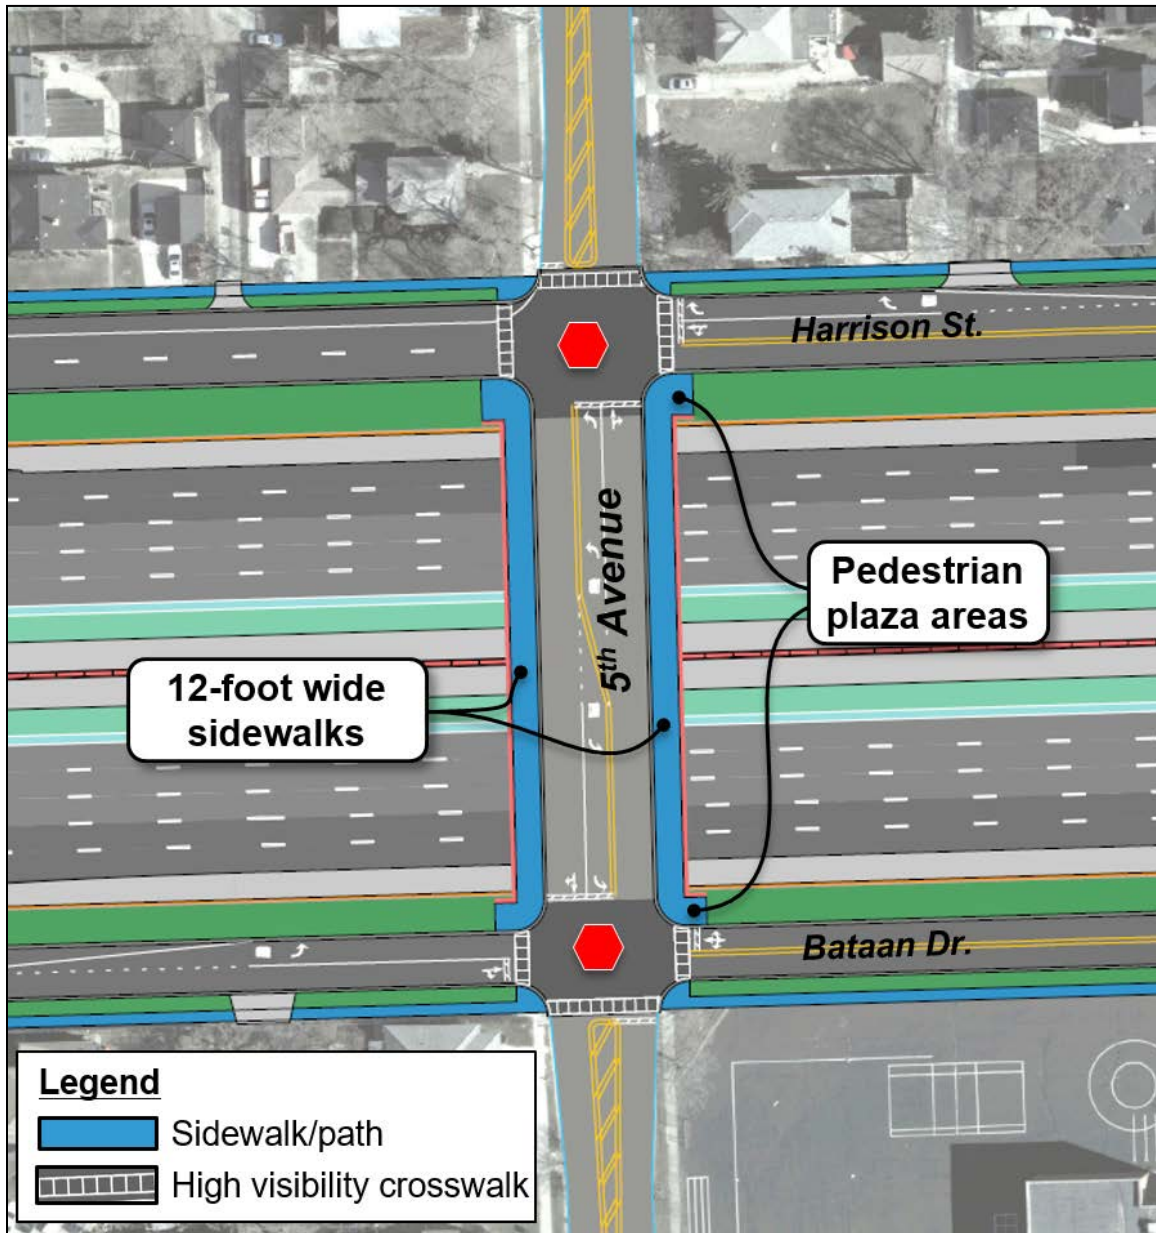 Harrison St.
5th Avenue
Pedestrian
plaza areas
12-foot wide
sidewalks
Bataan Dr.
Legend
Sidewalk/path
High visibility crosswalk